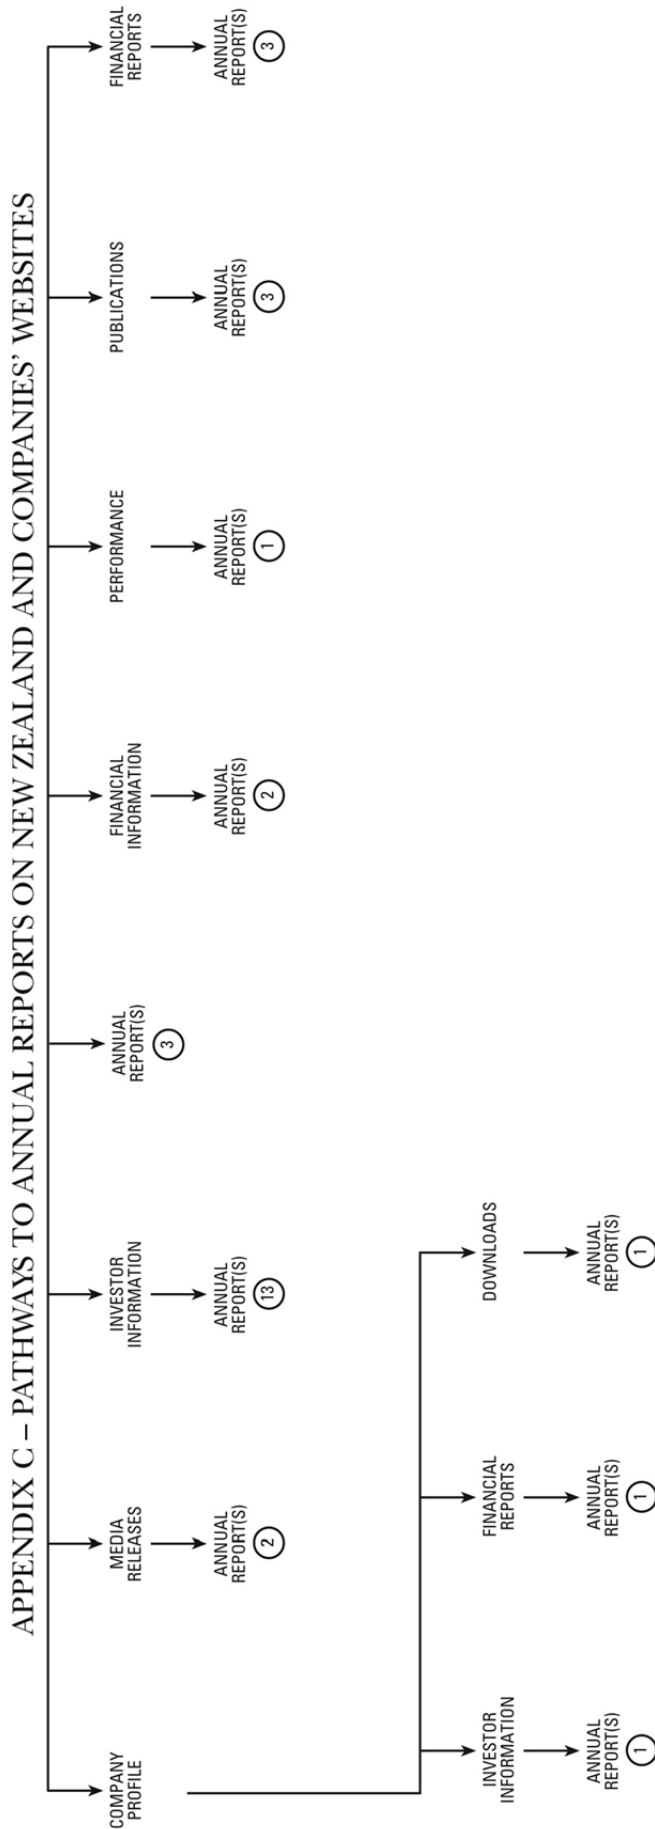 APPENDIX C – PATHWAYS TO ANNUAL REPORTS ON NEW ZEALAND AND COMPANIES’ WEBSITES
COMPANY
PROFILE
MEDIA
RELEASES
ANNUAL
REPORT(S)
2
INVESTOR
INFORMATION
ANNUAL
REPORT(S)
13
ANNUAL
REPORT(S)
3
FINANCIAL
INFORMATION
ANNUAL
REPORT(S)
2
PERFORMANCE
ANNUAL
REPORT(S)
1
PUBLICATIONS
ANNUAL
REPORT(S)
3
FINANCIAL
REPORTS
ANNUAL
REPORT(S)
3
INVESTOR
INFORMATION
ANNUAL
REPORT(S)
1
FINANCIAL
REPORTS
ANNUAL
REPORT(S)
1
DOWNLOADS
ANNUAL
REPORT(S)
1